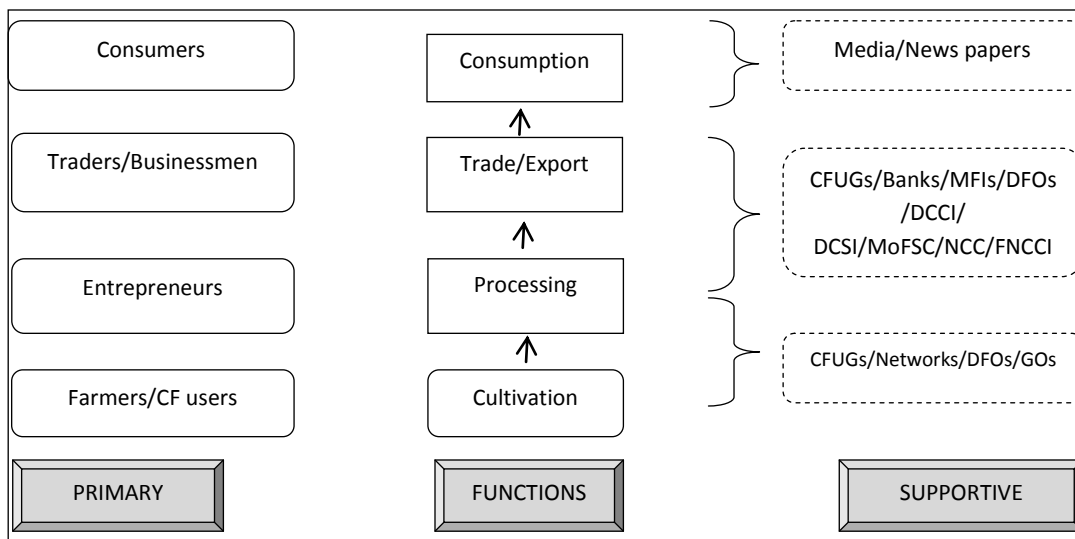 Consumers
Consumption
Media/News papers
Traders/Businessmen
Trade/Export
CFUGs/Banks/MFIs/DFOs
/DCCI/
DCSI/MoFSC/NCC/FNCCI
Entrepreneurs
Processing
CFUGs/Networks/DFOs/GOs
Farmers/CF users
Cultivation
PRIMARY
FUNCTIONS
SUPPORTIVE